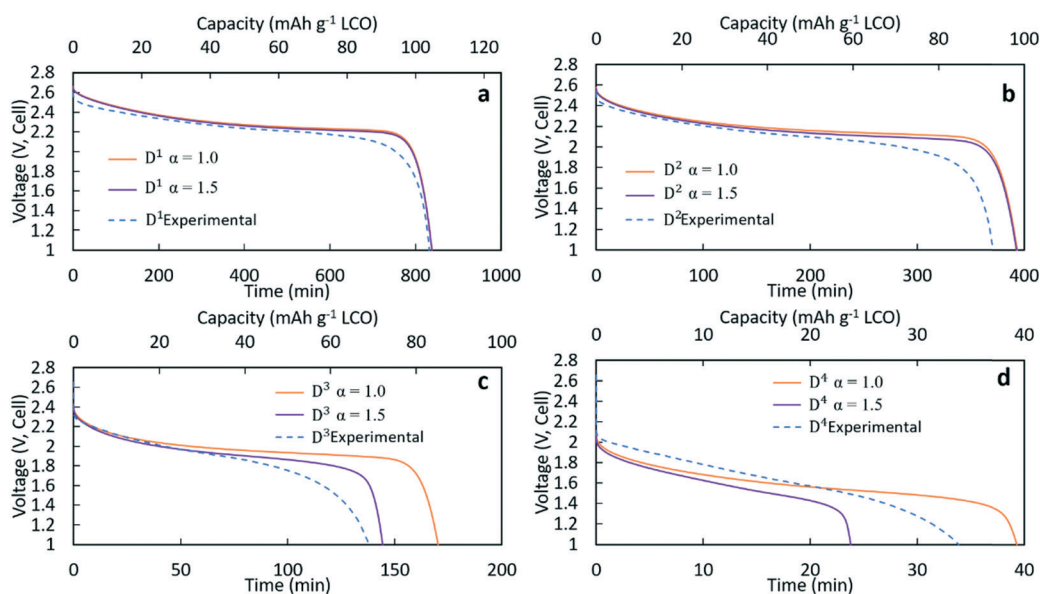 Capacity (mAh g⁻¹ LCO)
0 20 40 60 80 100 120
2.8
2.6
2.4
2.2
2
1.8
1.6
1.4
1.2
1
Voltage (V, Cell)
a
D¹ α = 1.0
D¹ α = 1.5
D¹Experimental
0 200 400 600 800 1000
Time (min)
Capacity (mAh g⁻¹ LCO)
0 20 40 60 80 100
2.8
2.6
2.4
2.2
2
1.8
1.6
1.4
1.2
1
Voltage (V, Cell)
b
D² α = 1.0
D² α = 1.5
D²Experimental
0 100 200 300 400
Time (min)
Capacity (mAh g⁻¹ LCO)
0 20 40 60 80 100
2.8
2.6
2.4
2.2
2
1.8
1.6
1.4
1.2
1
Voltage (V, Cell)
c
D³ α = 1.0
D³ α = 1.5
D³Experimental
0 50 100 150 200
Time (min)
Capacity (mAh g⁻¹ LCO)
0 10 20 30 40
2.8
2.6
2.4
2.2
2
1.8
1.6
1.4
1.2
1
Voltage (V, Cell)
d
D⁴ α = 1.0
D⁴ α = 1.5
D⁴Experimental
0 10 20 30 40
Time (min)